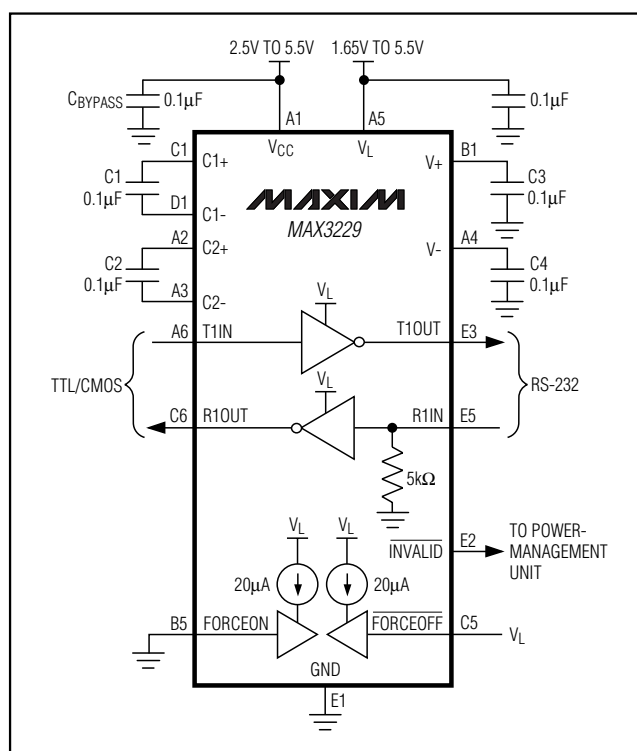 2.5V TO 5.5V
1.65V TO 5.5V
CBYPASS
0.1µF
0.1µF
A1
A5
VCC
VL
C1
C1+
C1
0.1µF
D1
C1-
B1
V+
C3
0.1µF
MAXIM
MAX3229
A2
C2+
C2
0.1µF
A3
C2-
A4
V-
C4
0.1µF
VL
A6
T1IN
T1OUT
E3
TTL/CMOS
RS-232
VL
C6
R1OUT
R1IN
E5
5kΩ
VL
VL
INVALID
E2
TO POWER-
MANAGEMENT
UNIT
20µA
20µA
B5
FORCEON
FORCEOFF
C5
VL
GND
E1